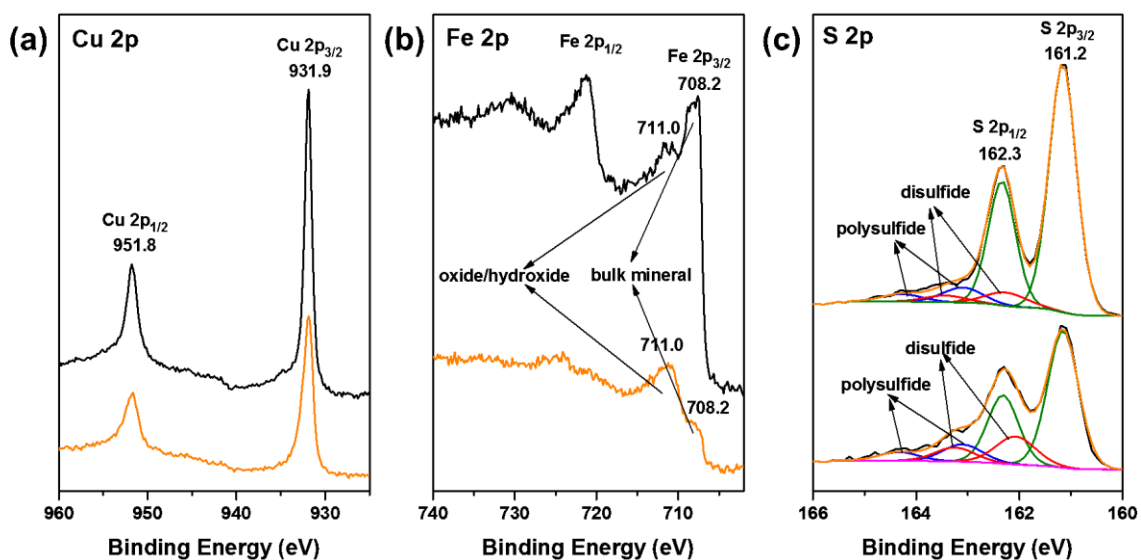 (a) Cu 2p
Cu 2p3/2
931.9
Cu 2p1/2
951.8
960 950 940 930
Binding Energy (eV)
(b) Fe 2p
Fe 2p1/2
Fe 2p3/2
708.2
711.0
oxide/hydroxide
bulk mineral
711.0
708.2
740 730 720 710
Binding Energy (eV)
(c) S 2p
S 2p3/2
161.2
S 2p1/2
162.3
disulfide
polysulfide
disulfide
polysulfide
166 164 162 160
Binding Energy (eV)